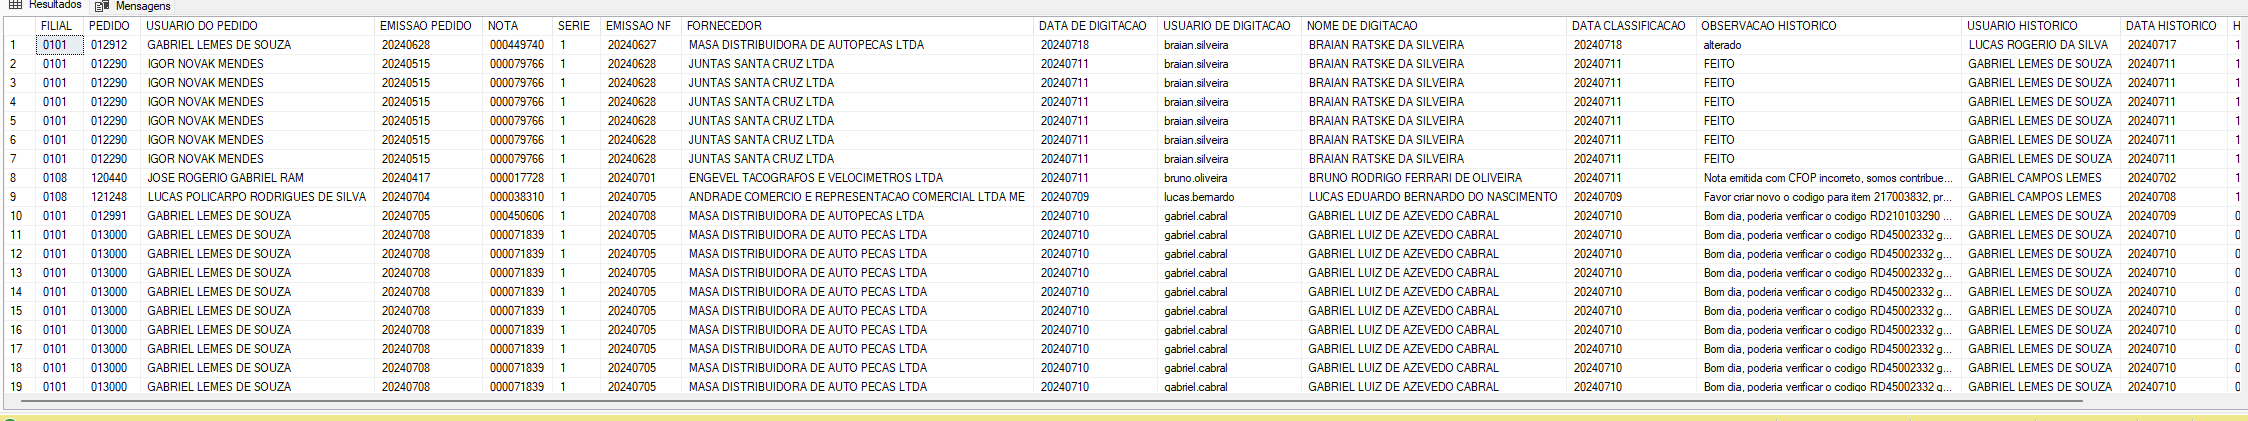 Resultados Mensagens
FILIAL PEDIDO USUARIO DO PEDIDO EMISSAO PEDIDO NOTA SERIE EMISSAO NF FORNECEDOR DATA DE DIGITACAO USUARIO DE DIGITACAO NOME DE DIGITACAO DATA CLASSIFICACAO OBSERVACAO HISTORICO USUARIO HISTORICO DATA HISTORICO H
1 0101 012912 GABRIEL LEMES DE SOUZA 20240628 000449740 1 20240627 MASA DISTRIBUIDORA DE AUTOPECAS LTDA 20240718 braian.silveira BRAIAN RATSKE DA SILVEIRA 20240718 alterado LUCAS ROGERIO DA SILVA 20240717 1
2 0101 012290 IGOR NOVAK MENDES 20240515 000079766 1 20240628 JUNTAS SANTA CRUZ LTDA 20240711 braian.silveira BRAIAN RATSKE DA SILVEIRA 20240711 FEITO GABRIEL LEMES DE SOUZA 20240711 1
3 0101 012290 IGOR NOVAK MENDES 20240515 000079766 1 20240628 JUNTAS SANTA CRUZ LTDA 20240711 braian.silveira BRAIAN RATSKE DA SILVEIRA 20240711 FEITO GABRIEL LEMES DE SOUZA 20240711 1
4 0101 012290 IGOR NOVAK MENDES 20240515 000079766 1 20240628 JUNTAS SANTA CRUZ LTDA 20240711 braian.silveira BRAIAN RATSKE DA SILVEIRA 20240711 FEITO GABRIEL LEMES DE SOUZA 20240711 1
5 0101 012290 IGOR NOVAK MENDES 20240515 000079766 1 20240628 JUNTAS SANTA CRUZ LTDA 20240711 braian.silveira BRAIAN RATSKE DA SILVEIRA 20240711 FEITO GABRIEL LEMES DE SOUZA 20240711 1
6 0101 012290 IGOR NOVAK MENDES 20240515 000079766 1 20240628 JUNTAS SANTA CRUZ LTDA 20240711 braian.silveira BRAIAN RATSKE DA SILVEIRA 20240711 FEITO GABRIEL LEMES DE SOUZA 20240711 1
7 0101 012290 IGOR NOVAK MENDES 20240515 000079766 1 20240628 JUNTAS SANTA CRUZ LTDA 20240711 braian.silveira BRAIAN RATSKE DA SILVEIRA 20240711 FEITO GABRIEL LEMES DE SOUZA 20240711 1
8 0108 120440 JOSE ROGERIO GABRIEL RAM 20240417 000017728 1 20240701 ENGEVEL TACOGRAFOS E VELOCIMETROS LTDA 20240711 bruno.oliveira BRUNO RODRIGO FERRARI DE OLIVEIRA 20240711 Nota emitida com CFOP incorreto, somos contribue... GABRIEL CAMPOS LEMES 20240702 1
9 0108 121248 LUCAS POLICARPO RODRIGUES DE SILVA 20240704 000038310 1 20240705 ANDRADE COMERCIO E REPRESENTACAO COMERCIAL LTDA ME 20240709 lucas.bernardo LUCAS EDUARDO BERNARDO DO NASCIMENTO 20240709 Favor criar novo o codigo para item 217003832, pr... GABRIEL CAMPOS LEMES 20240708 1
10 0101 012991 GABRIEL LEMES DE SOUZA 20240705 000450606 1 20240708 MASA DISTRIBUIDORA DE AUTOPECAS LTDA 20240710 gabriel.cabral GABRIEL LUIZ DE AZEVEDO CABRAL 20240710 Bom dia, poderia verificar o codigo RD210103290 ... GABRIEL LEMES DE SOUZA 20240709 0
11 0101 013000 GABRIEL LEMES DE SOUZA 20240708 000071839 1 20240705 MASA DISTRIBUIDORA DE AUTO PECAS LTDA 20240710 gabriel.cabral GABRIEL LUIZ DE AZEVEDO CABRAL 20240710 Bom dia, poderia verificar o codigo RD45002332 g... GABRIEL LEMES DE SOUZA 20240710 0
12 0101 013000 GABRIEL LEMES DE SOUZA 20240708 000071839 1 20240705 MASA DISTRIBUIDORA DE AUTO PECAS LTDA 20240710 gabriel.cabral GABRIEL LUIZ DE AZEVEDO CABRAL 20240710 Bom dia, poderia verificar o codigo RD45002332 g... GABRIEL LEMES DE SOUZA 20240710 0
13 0101 013000 GABRIEL LEMES DE SOUZA 20240708 000071839 1 20240705 MASA DISTRIBUIDORA DE AUTO PECAS LTDA 20240710 gabriel.cabral GABRIEL LUIZ DE AZEVEDO CABRAL 20240710 Bom dia, poderia verificar o codigo RD45002332 g... GABRIEL LEMES DE SOUZA 20240710 0
14 0101 013000 GABRIEL LEMES DE SOUZA 20240708 000071839 1 20240705 MASA DISTRIBUIDORA DE AUTO PECAS LTDA 20240710 gabriel.cabral GABRIEL LUIZ DE AZEVEDO CABRAL 20240710 Bom dia, poderia verificar o codigo RD45002332 g... GABRIEL LEMES DE SOUZA 20240710 0
15 0101 013000 GABRIEL LEMES DE SOUZA 20240708 000071839 1 20240705 MASA DISTRIBUIDORA DE AUTO PECAS LTDA 20240710 gabriel.cabral GABRIEL LUIZ DE AZEVEDO CABRAL 20240710 Bom dia, poderia verificar o codigo RD45002332 g... GABRIEL LEMES DE SOUZA 20240710 0
16 0101 013000 GABRIEL LEMES DE SOUZA 20240708 000071839 1 20240705 MASA DISTRIBUIDORA DE AUTO PECAS LTDA 20240710 gabriel.cabral GABRIEL LUIZ DE AZEVEDO CABRAL 20240710 Bom dia, poderia verificar o codigo RD45002332 g... GABRIEL LEMES DE SOUZA 20240710 0
17 0101 013000 GABRIEL LEMES DE SOUZA 20240708 000071839 1 20240705 MASA DISTRIBUIDORA DE AUTO PECAS LTDA 20240710 gabriel.cabral GABRIEL LUIZ DE AZEVEDO CABRAL 20240710 Bom dia, poderia verificar o codigo RD45002332 g... GABRIEL LEMES DE SOUZA 20240710 0
18 0101 013000 GABRIEL LEMES DE SOUZA 20240708 000071839 1 20240705 MASA DISTRIBUIDORA DE AUTO PECAS LTDA 20240710 gabriel.cabral GABRIEL LUIZ DE AZEVEDO CABRAL 20240710 Bom dia, poderia verificar o codigo RD45002332 g... GABRIEL LEMES DE SOUZA 20240710 0
19 0101 013000 GABRIEL LEMES DE SOUZA 20240708 000071839 1 20240705 MASA DISTRIBUIDORA DE AUTO PECAS LTDA 20240710 gabriel.cabral GABRIEL LUIZ DE AZEVEDO CABRAL 20240710 Bom dia, poderia verificar o codigo RD45002332 g... GABRIEL LEMES DE SOUZA 20240710 0